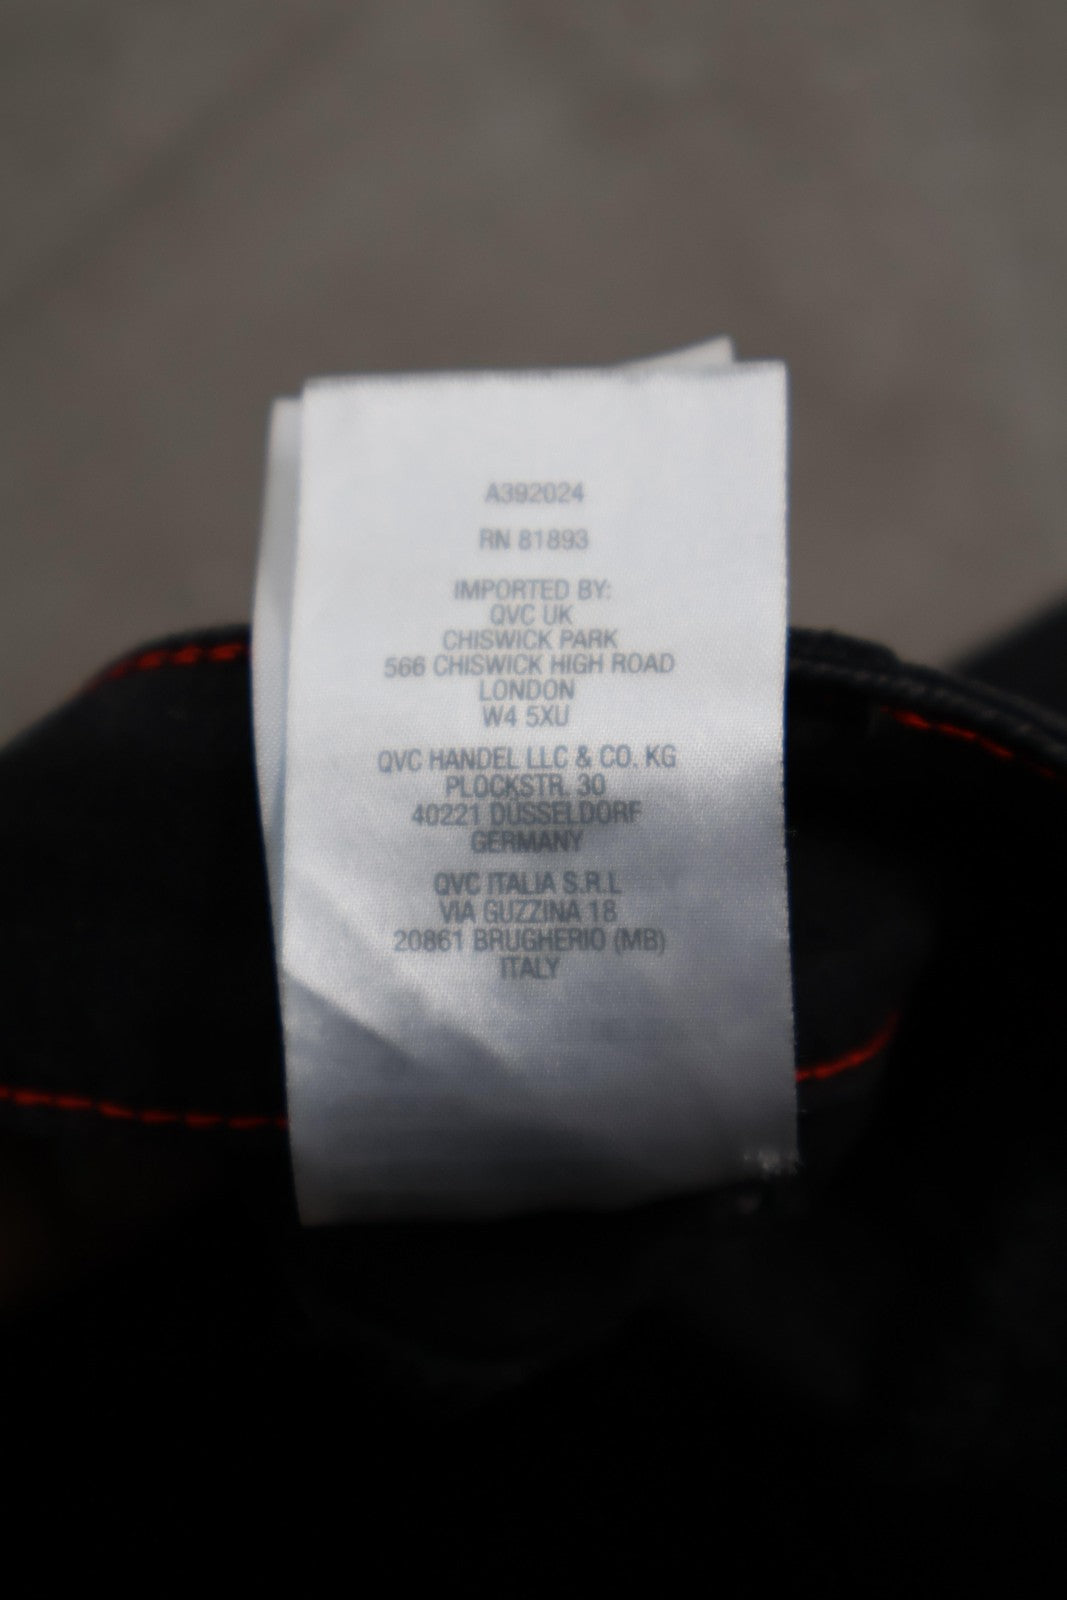 A392024
RN 81893
IMPORTED BY:
QVC UK
CHISWICK PARK
566 CHISWICK HIGH ROAD
LONDON
W4 5XU
QVC HANDEL LLC & CO. KG
PLOCKSTR. 30
40221 DUSSELDORF
GERMANY
QVC ITALIA S.R.L
VIA GUZZINA 18
20861 BRUGHERIO (MB)
ITALY